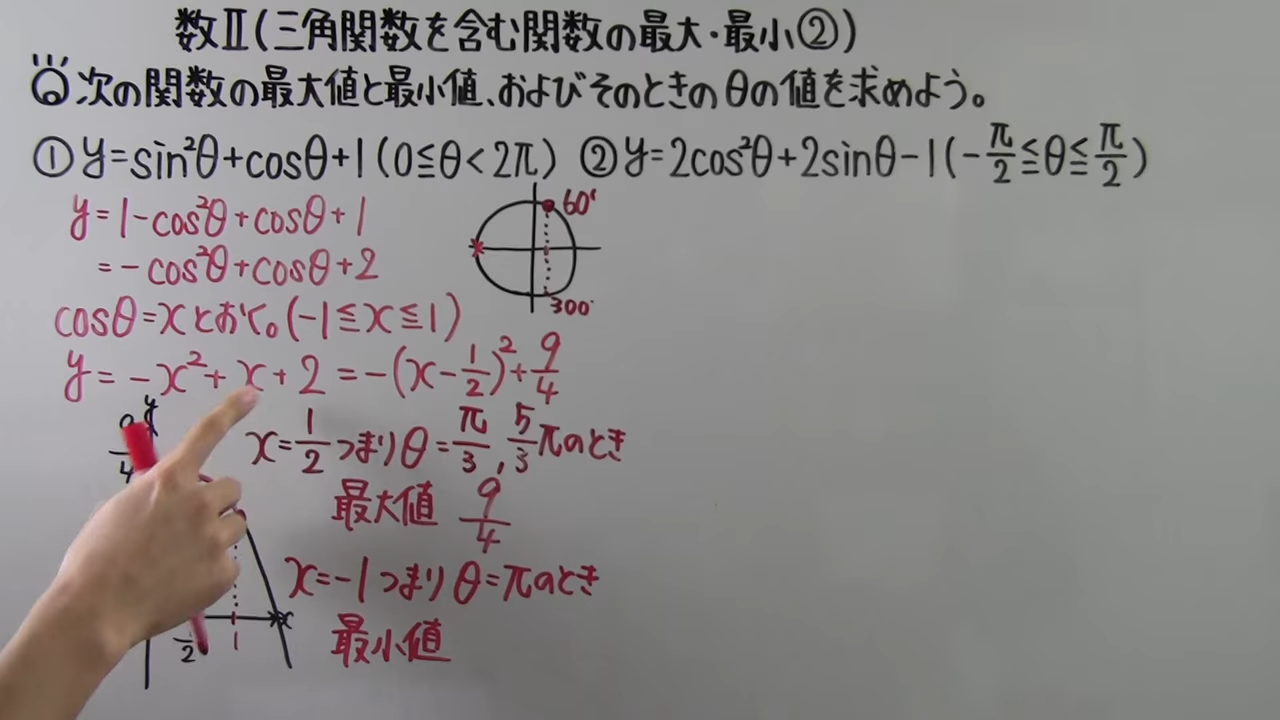 数Ⅱ(三角関数を含む関数の最大・最小②)
Q 次の関数の最大値と最小値、およびそのときのθの値を求めよう。
①y=sin²θ+cosθ+1(0≦θ<2π) ②y=2cos²θ+2sinθ-1(-π/2≦θ≦π/2)
y=1-cos²θ+cosθ+1
=-cos²θ+cosθ+2
60°
300°
cosθ=xとおく。(-1≦x≦1)
y=-x²+x+2=-(x-1/2)²+9/4
y
x=1/2つまりθ=π/3,5/3πのとき
最大値 9/4
x=-1つまりθ=πのとき
最小値
1
x